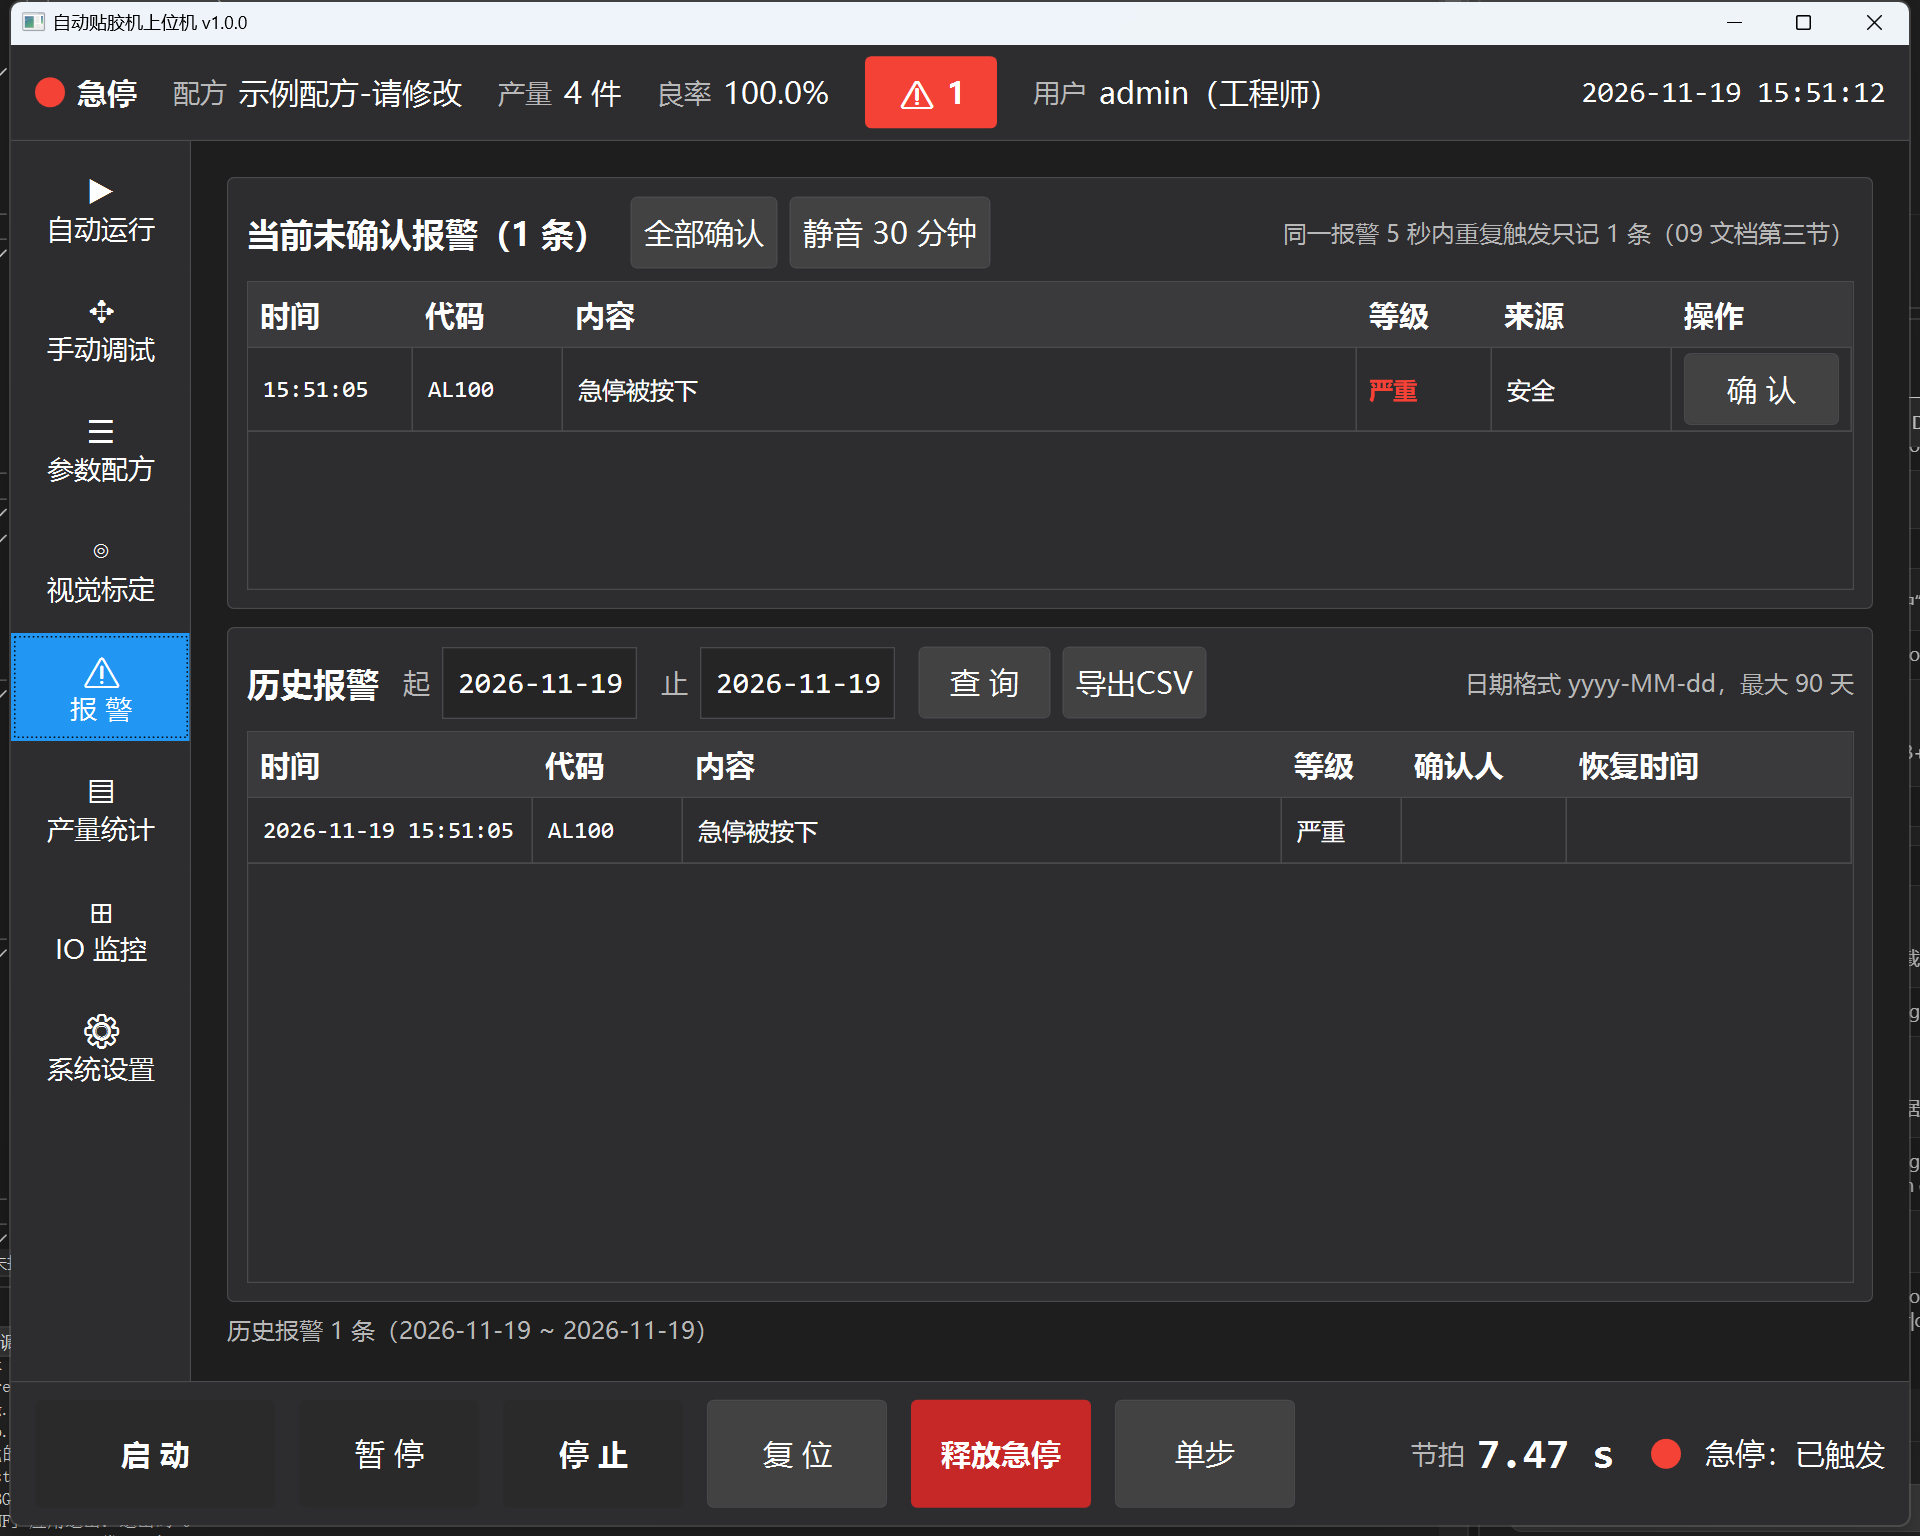 自动贴胶机上位机 v1.0.0
急停 配方 示例配方-请修改 产量 4 件 良率 100.0% ⚠ 1 用户 admin（工程师） 2026-11-19 15:51:12
自动运行
手动调试
参数配方
视觉标定
报 警
产量统计
IO 监控
系统设置
当前未确认报警（1 条） 全部确认 静音 30 分钟 同一报警 5 秒内重复触发只记 1 条（09 文档第三节）
时间 代码 内容 等级 来源 操作
15:51:05 AL100 急停被按下 严重 安全 确 认
历史报警 起 2026-11-19 止 2026-11-19 查 询 导出CSV 日期格式 yyyy-MM-dd，最大 90 天
时间 代码 内容 等级 确认人 恢复时间
2026-11-19 15:51:05 AL100 急停被按下 严重
历史报警 1 条（2026-11-19 ~ 2026-11-19）
启 动 暂 停 停 止 复 位 释放急停 单步 节拍 7.47 s 急停：已触发